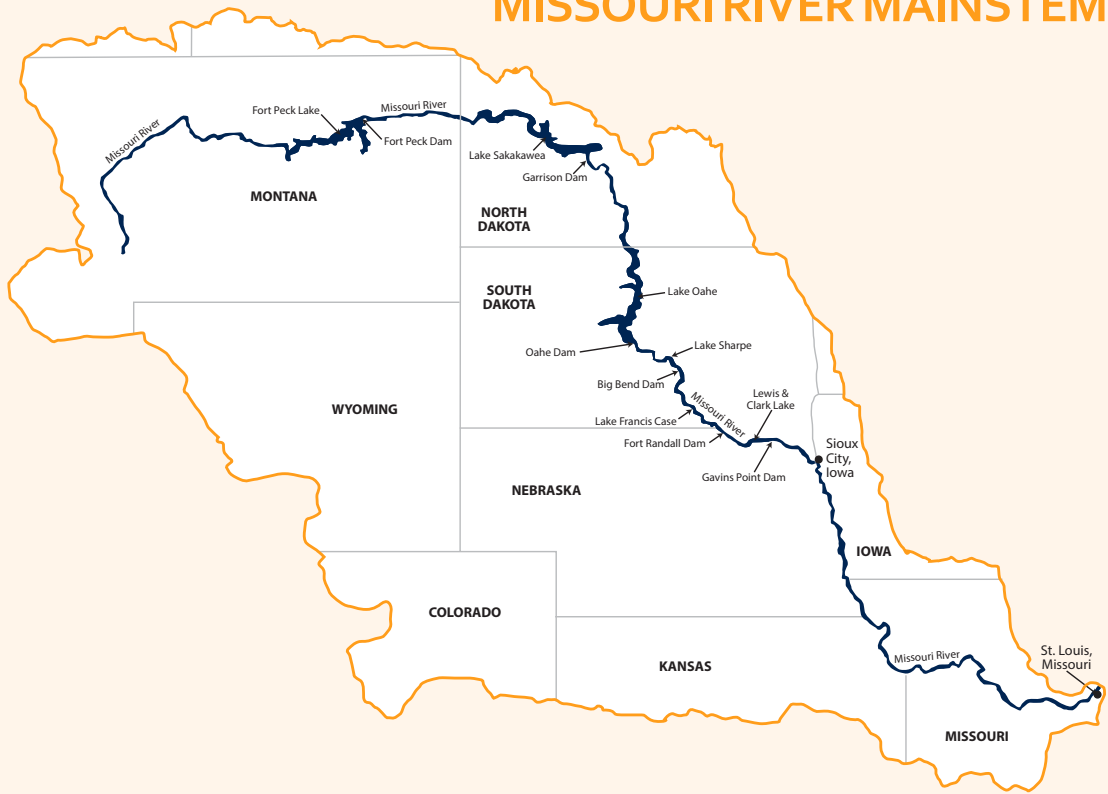 MISSOURI RIVER MAINSTEM
Fort Peck Lake
Missouri River
Missouri River
Fort Peck Dam
Lake Sakakawea
Garrison Dam
MONTANA
NORTH
DAKOTA
SOUTH
DAKOTA
Lake Oahe
Oahe Dam
Lake Sharpe
Big Bend Dam
Missouri River
Lewis &
Clark Lake
WYOMING
Lake Francis Case
Fort Randall Dam
Gavins Point Dam
Sioux
City,
Iowa
NEBRASKA
IOWA
COLORADO
KANSAS
Missouri River
St. Louis,
Missouri
MISSOURI